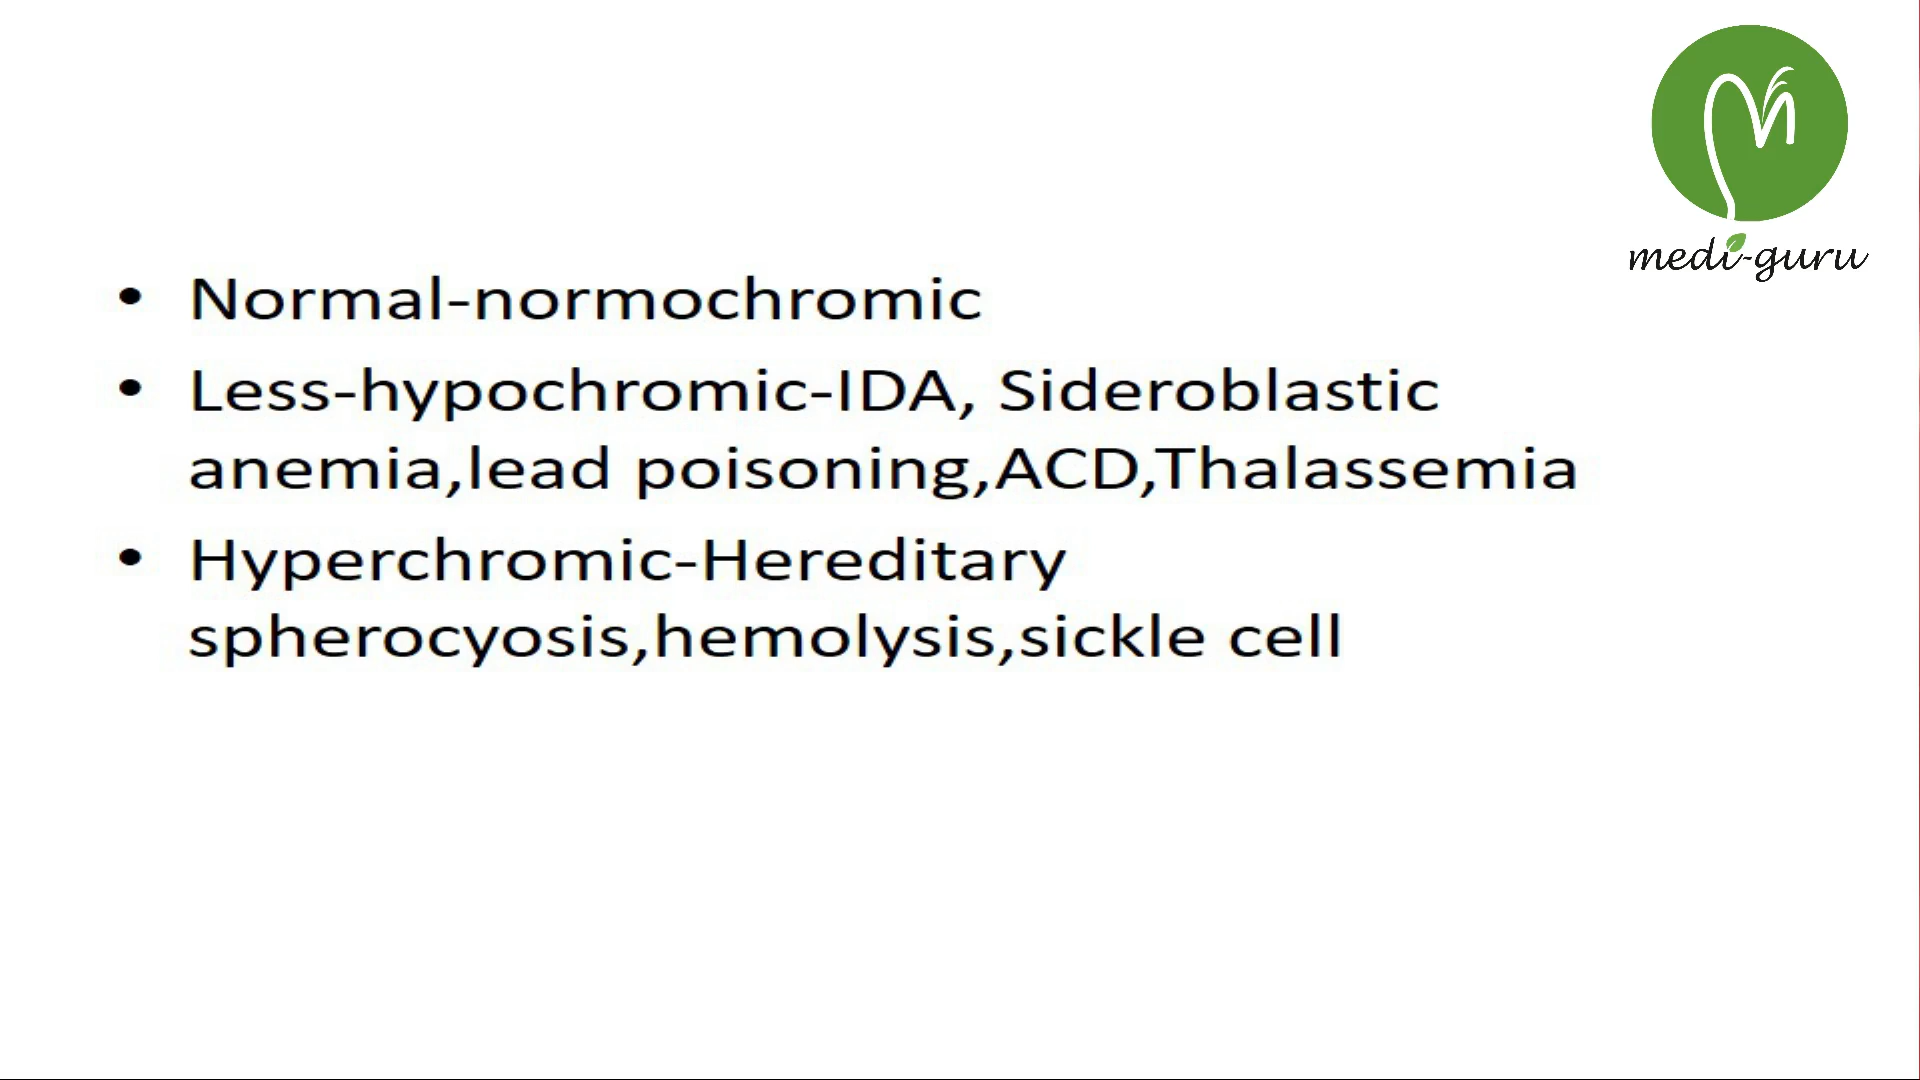 medi-guru
• Normal-normochromic
• Less-hypochromic-IDA, Sideroblastic
anemia,lead poisoning,ACD,Thalassemia
• Hyperchromic-Hereditary
spherocyosis,hemolysis,sickle cell